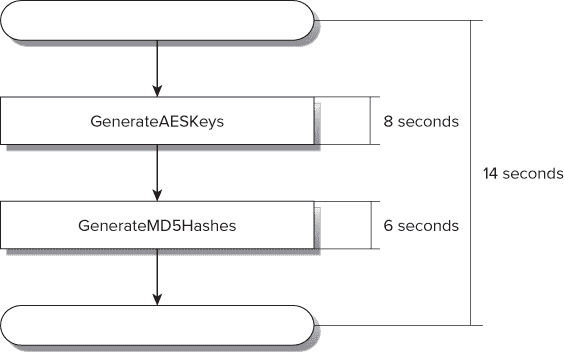 GenerateAESKeys
8 seconds
14 seconds
GenerateMD5Hashes
6 seconds